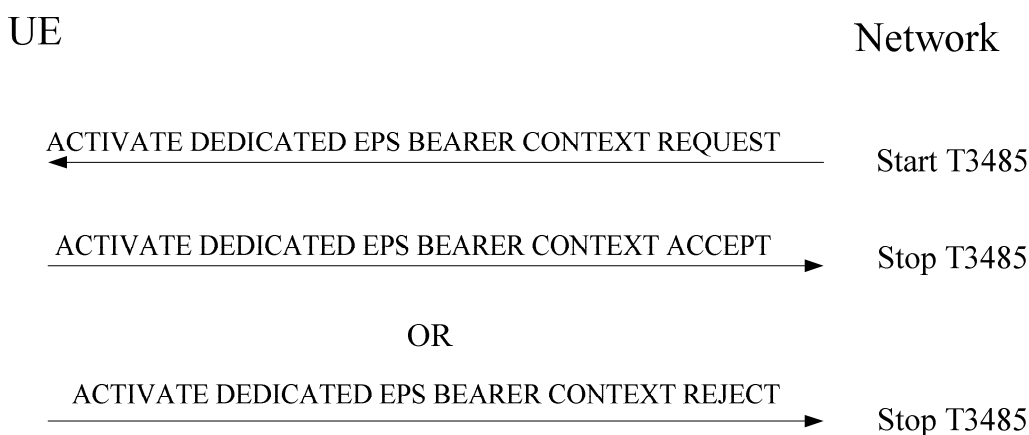 UE
Network
ACTIVATE DEDICATED EPS BEARER CONTEXT REQUEST
Start T3485
ACTIVATE DEDICATED EPS BEARER CONTEXT ACCEPT
Stop T3485
OR
ACTIVATE DEDICATED EPS BEARER CONTEXT REJECT
Stop T3485